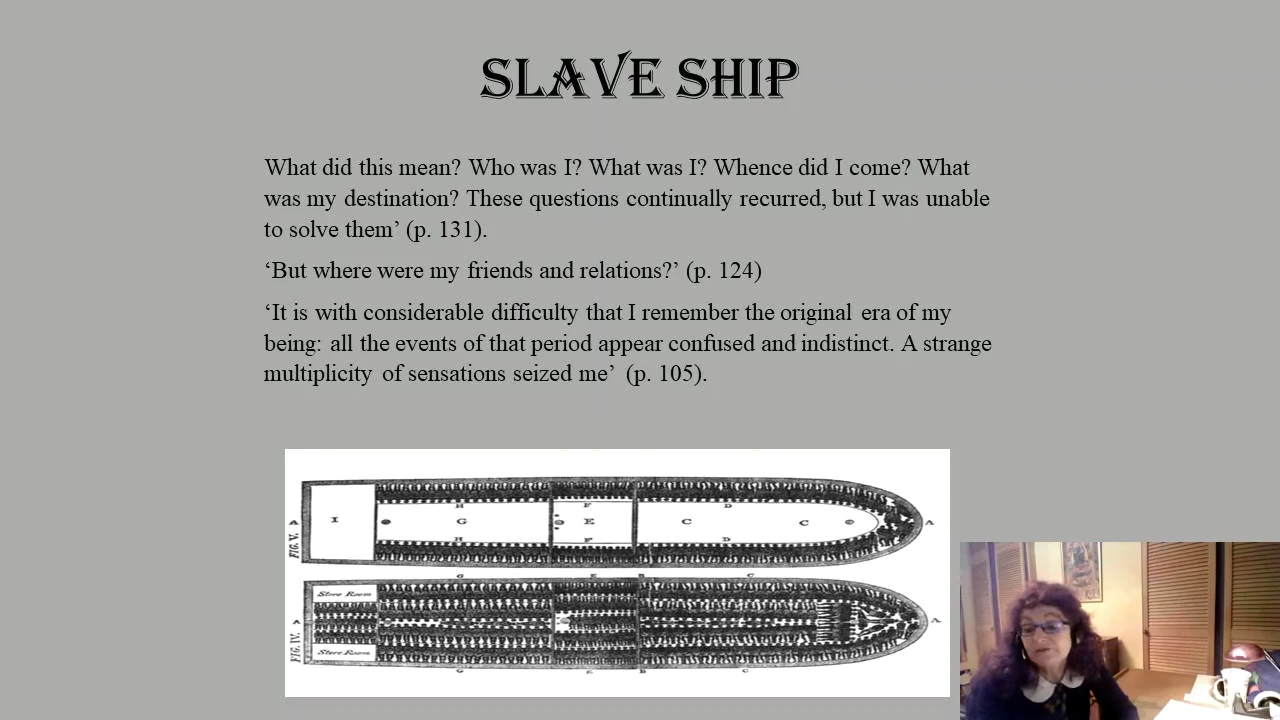 SLAVE SHIP
What did this mean? Who was I? What was I? Whence did I come? What
was my destination? These questions continually recurred, but I was unable
to solve them’ (p. 131).
‘But where were my friends and relations?’ (p. 124)
‘It is with considerable difficulty that I remember the original era of my
being: all the events of that period appear confused and indistinct. A strange
multiplicity of sensations seized me’ (p. 105).
H F D
A I G E C C A
H F D
FIG. V.
G E B C
Store Room
A A
Store Room
FIG. IV.
G E B C